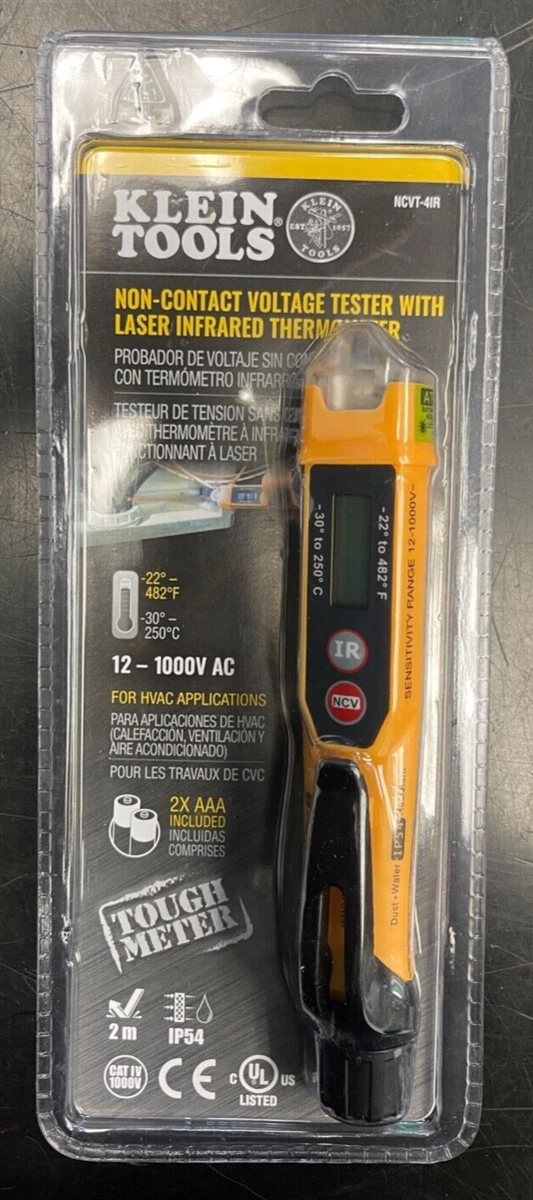 KLEIN
TOOLS®
KLEIN
EST. 1857
TOOLS
NCVT-4IR
NON-CONTACT VOLTAGE TESTER WITH
LASER INFRARED
PROBADOR DE VOLTAJE SIN
CON TERMÓMETRO
TESTEUR DE TENSION SANS
THERMOMÈTRE À
FONCTIONNANT À LASER
-22° –
482°F
-30° –
250°C
12 – 1000V AC
FOR HVAC APPLICATIONS
PARA APLICACIONES DE HVAC
(CALEFACCIÓN, VENTILACIÓN Y
AIRE ACONDICIONADO)
POUR LES TRAVAUX DE CVC
2X AAA
INCLUDED
INCLUIDAS
COMPRISES
TOUGH
METER
2 m
IP54
CAT IV
1000V
CE
C UL US
LISTED
-30° to 250° C
-22° to 482° F
IR
NCV
SENSITIVITY RANGE 12-1000V~
Dust + Water